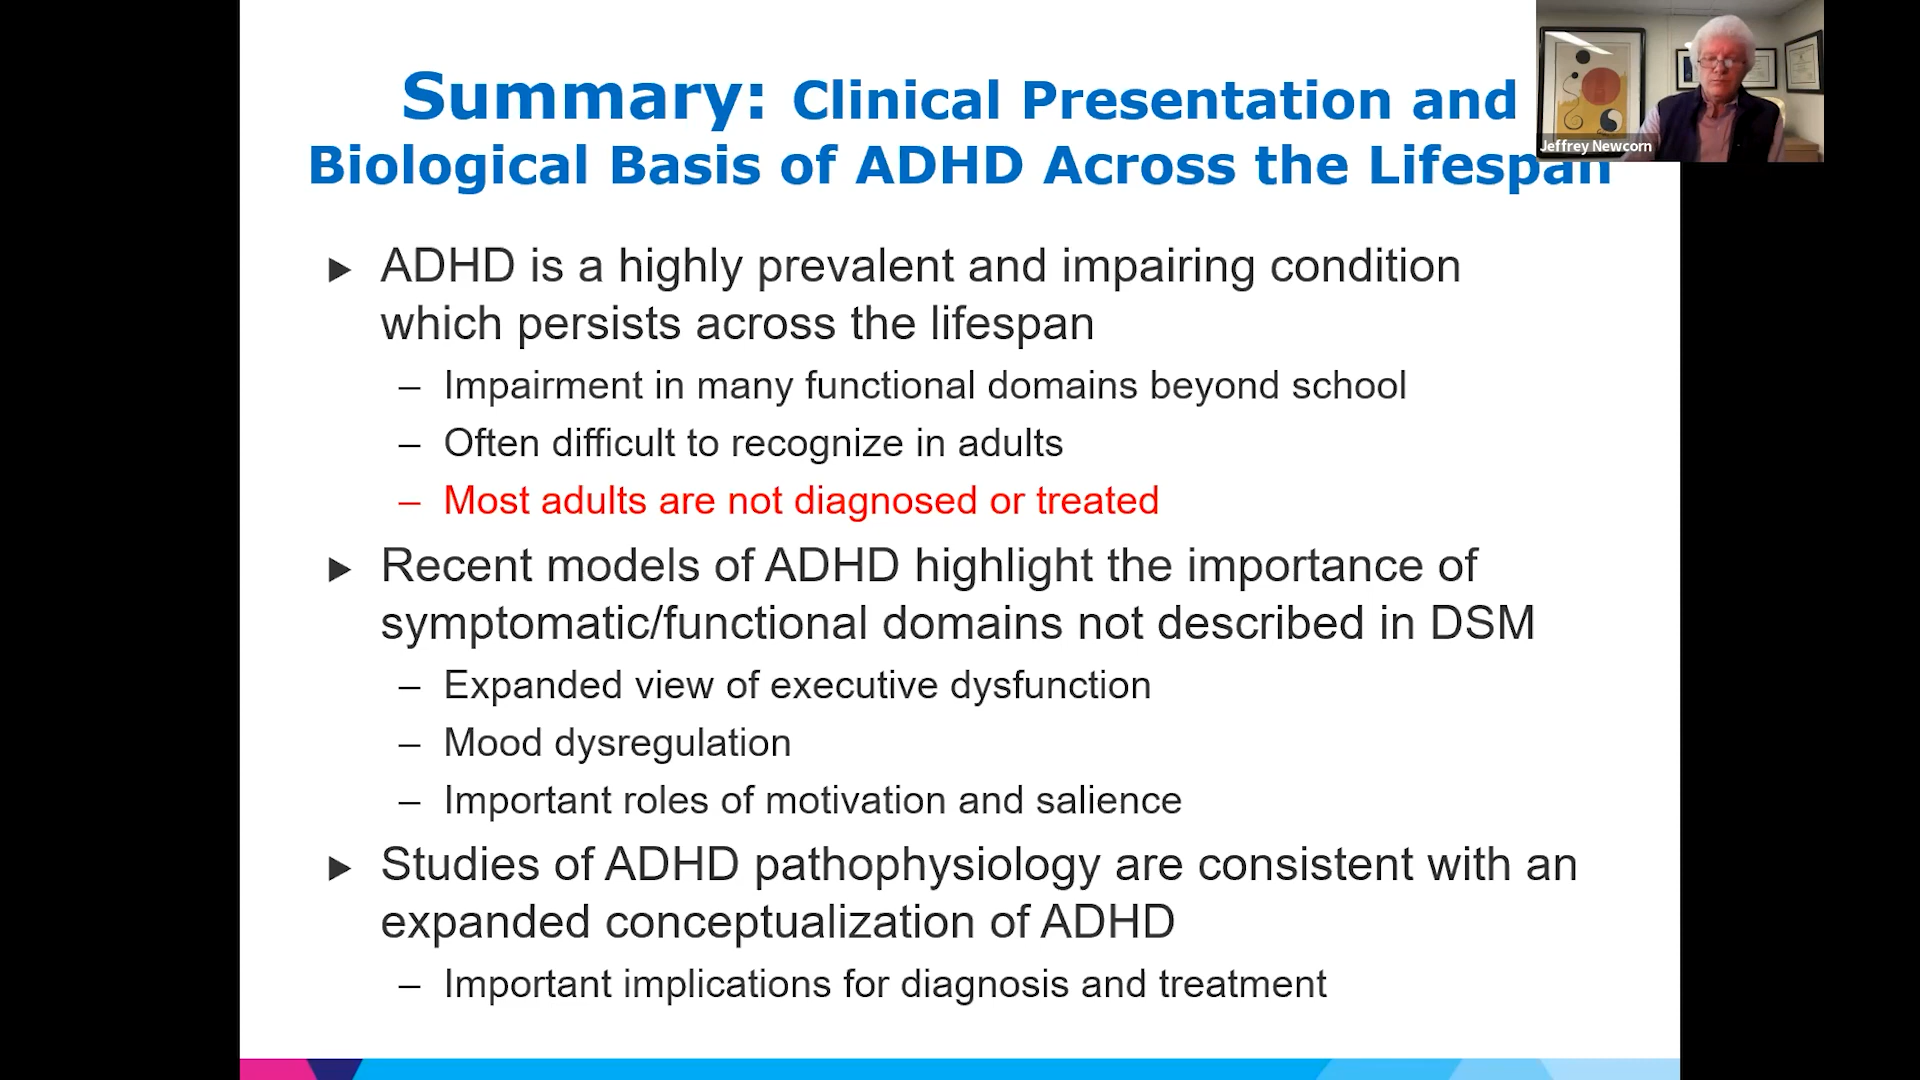 Summary: Clinical Presentation and
Biological Basis of ADHD Across the Lifespan
Jeffrey Newcorn
► ADHD is a highly prevalent and impairing condition
which persists across the lifespan
– Impairment in many functional domains beyond school
– Often difficult to recognize in adults
– Most adults are not diagnosed or treated
► Recent models of ADHD highlight the importance of
symptomatic/functional domains not described in DSM
– Expanded view of executive dysfunction
– Mood dysregulation
– Important roles of motivation and salience
► Studies of ADHD pathophysiology are consistent with an
expanded conceptualization of ADHD
– Important implications for diagnosis and treatment